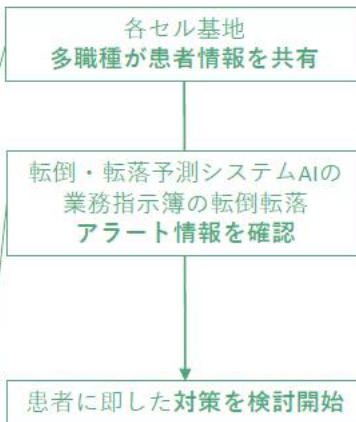 各セル基地
多職種が患者情報を共有
転倒・転落予測システムAIの
業務指示簿の転倒転落
アラート情報を確認
患者に即した対策を検討開始